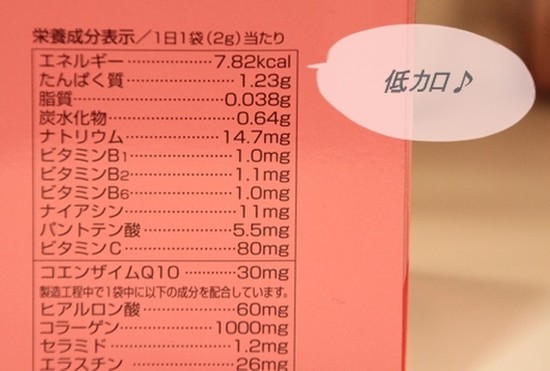 栄養成分表示／1日1袋(2g)当たり
エネルギー……………7.82kcal
たんぱく質……………1.23g
脂質……………0.038g
炭水化物……………0.64g
ナトリウム……………14.7mg
ビタミンB1……………1.0mg
ビタミンB2……………1.1mg
ビタミンB6……………1.0mg
ナイアシン……………11mg
パントテン酸……………5.5mg
ビタミンC……………80mg
コエンザイムQ10…………30mg
製造工程中で1袋中に以下の成分を配合しています。
ヒアルロン酸……………60mg
コラーゲン……………1000mg
セラミド……………1.2mg
エラスチン……………26mg
低カロ♪